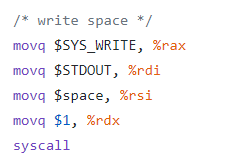 /* write space */
movq $SYS_WRITE, %rax
movq $STDOUT, %rdi
movq $space, %rsi
movq $1, %rdx
syscall